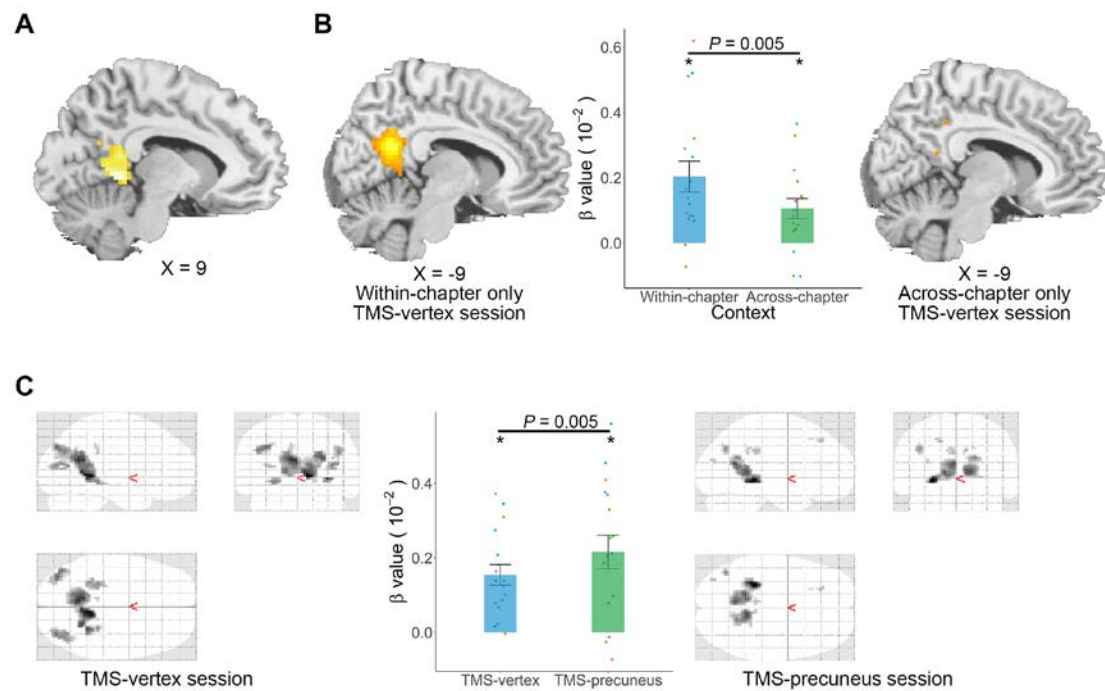 A
B
X = 9
X = -9
Within-chapter only
TMS-vertex session
β value ( 10⁻² )
0.6
0.4
0.2
0.0
P = 0.005
*
*
Within-chapter
Across-chapter
Context
X = -9
Across-chapter only
TMS-vertex session
C
<
<
<
TMS-vertex session
β value ( 10⁻² )
0.4
0.2
0.0
P = 0.005
*
*
TMS-vertex
TMS-precuneus
<
<
<
TMS-precuneus session